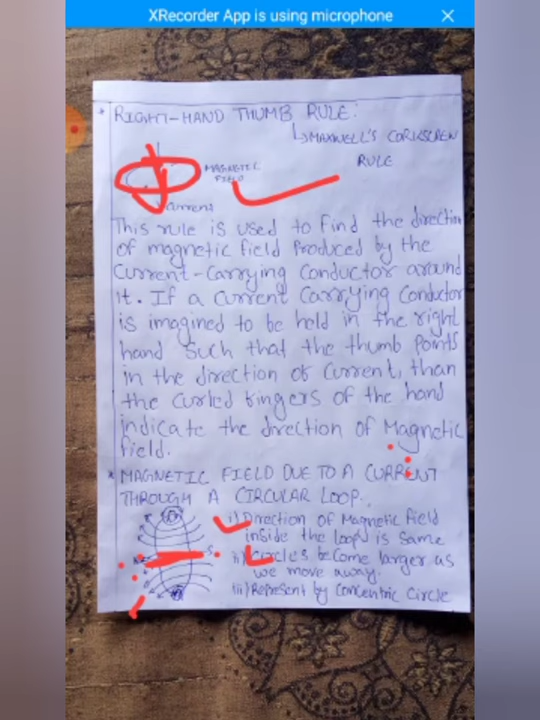 XRecorder App is using microphone
* RIGHT-HAND THUMB RULE:
↳MAXWELL'S CORKSCREW
RULE
MAGNETIC
FIELD
Current
This rule is used to find the direction
of magnetic field Produced by the
Current-Carrying Conductor around
it. If a current Carrying Conductor
is imagined to be held in the right
hand Such that the thumb Points
in the direction of Current, than
the curled fingers of the hand
indicate the direction of Magnetic
field.
* MAGNETIC FIELD DUE TO A CURRENT
THROUGH A CIRCULAR LOOP.
i) Direction of Magnetic field
inside the loop is same
ii) Circles become larger as
we move away.
iii) Represent by Concentric Circle
N
S